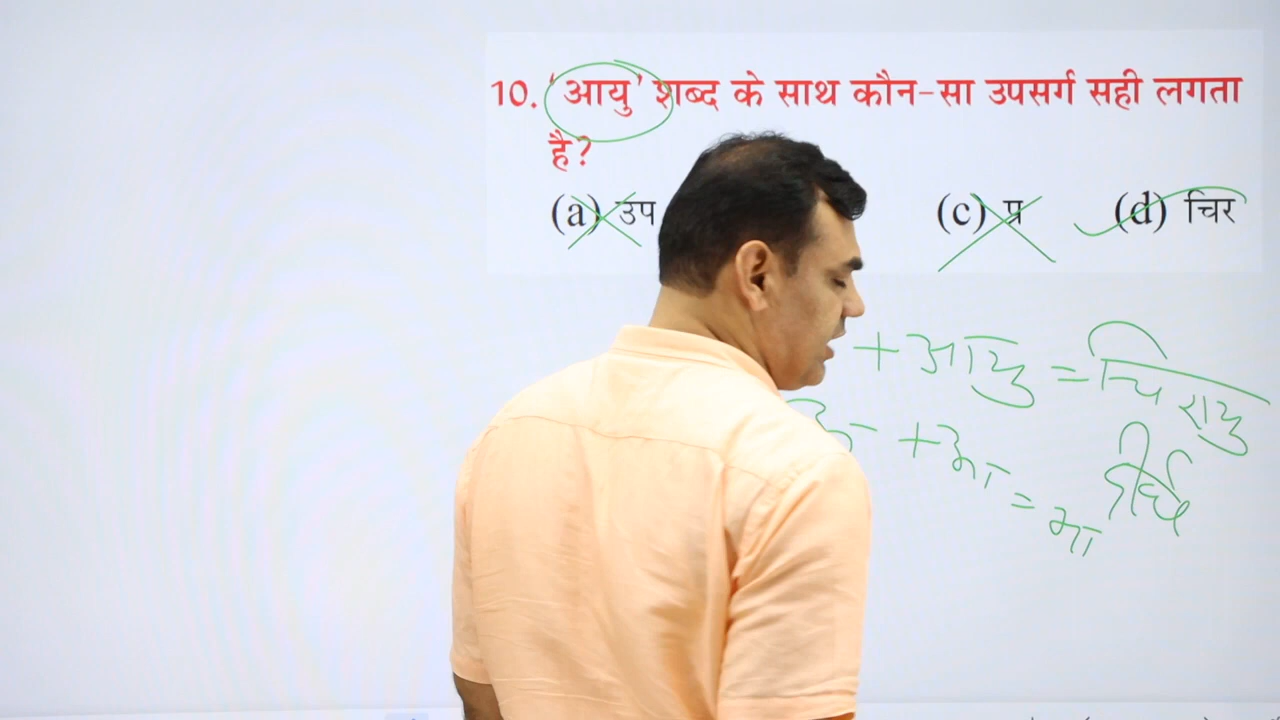 10. 'आयु' शब्द के साथ कौन-सा उपसर्ग सही लगता
है?
(a) उप (c) प्र (d) चिर
+ आयु = चिरायु
दीर्घ
+ आ = आ